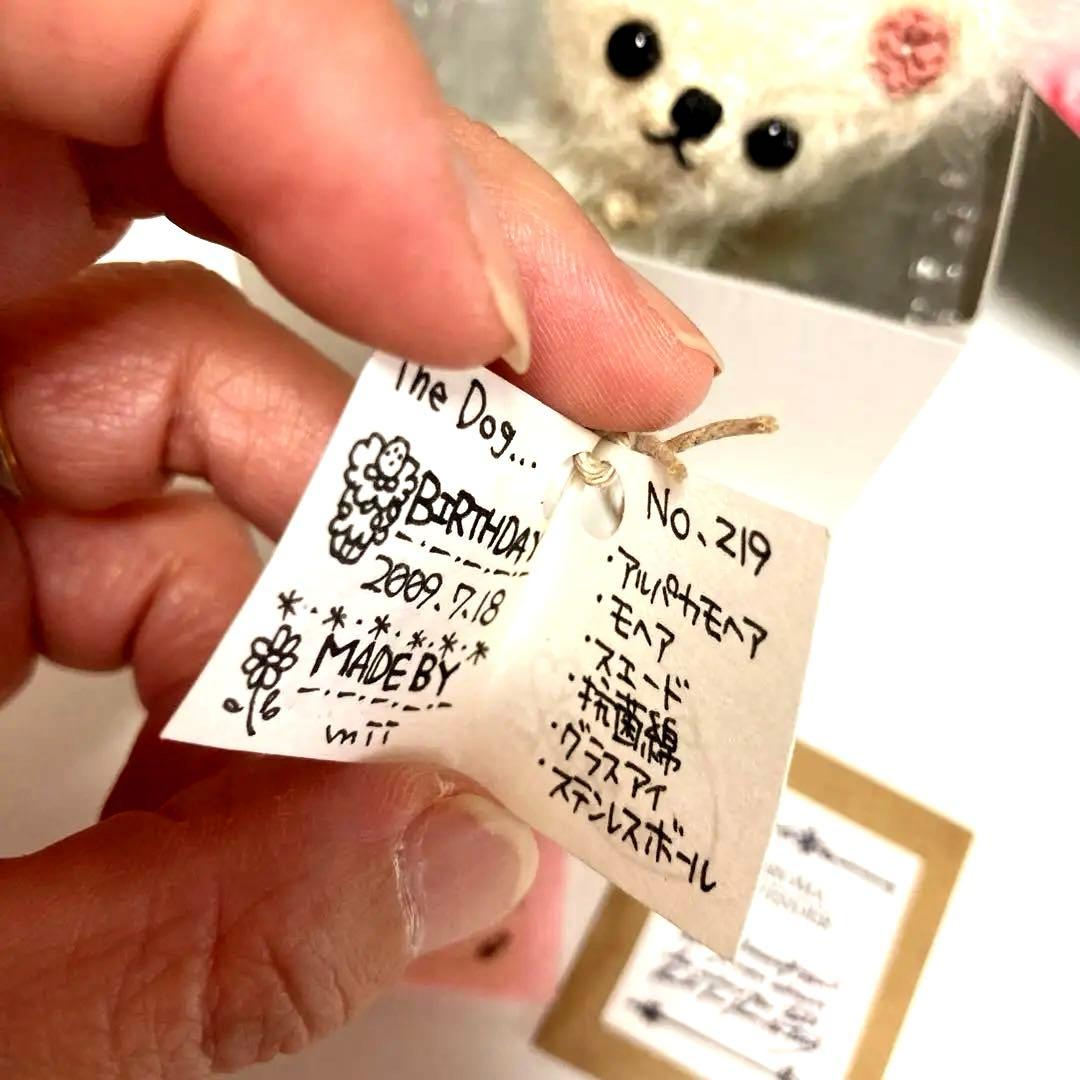 The Dog...
BIRTHDAY
2009.7.18
MADE BY
mii
No.219
・アルパカモヘア
・モヘア
・スエード
・抗菌綿
・グラスアイ
・ステンレスボール